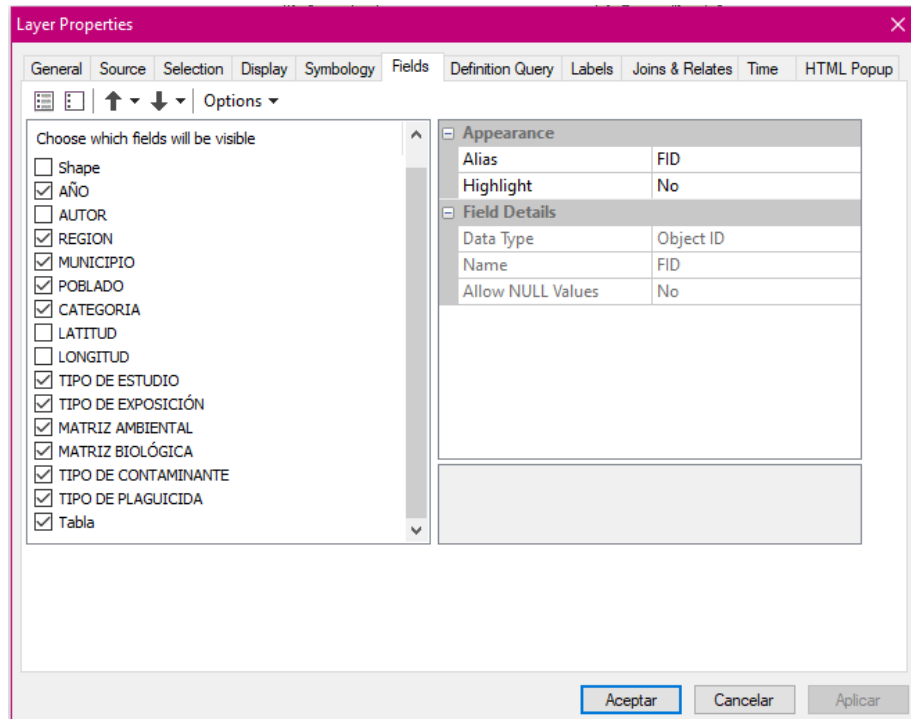 Layer Properties
General Source Selection Display Symbology Fields Definition Query Labels Joins & Relates Time HTML Popup
Options
Choose which fields will be visible
Shape
AÑO
AUTOR
REGION
MUNICIPIO
POBLADO
CATEGORIA
LATITUD
LONGITUD
TIPO DE ESTUDIO
TIPO DE EXPOSICIÓN
MATRIZ AMBIENTAL
MATRIZ BIOLÓGICA
TIPO DE CONTAMINANTE
TIPO DE PLAGUICIDA
Tabla
Appearance
Alias FID
Highlight No
Field Details
Data Type Object ID
Name FID
Allow NULL Values No
Aceptar Cancelar Aplicar